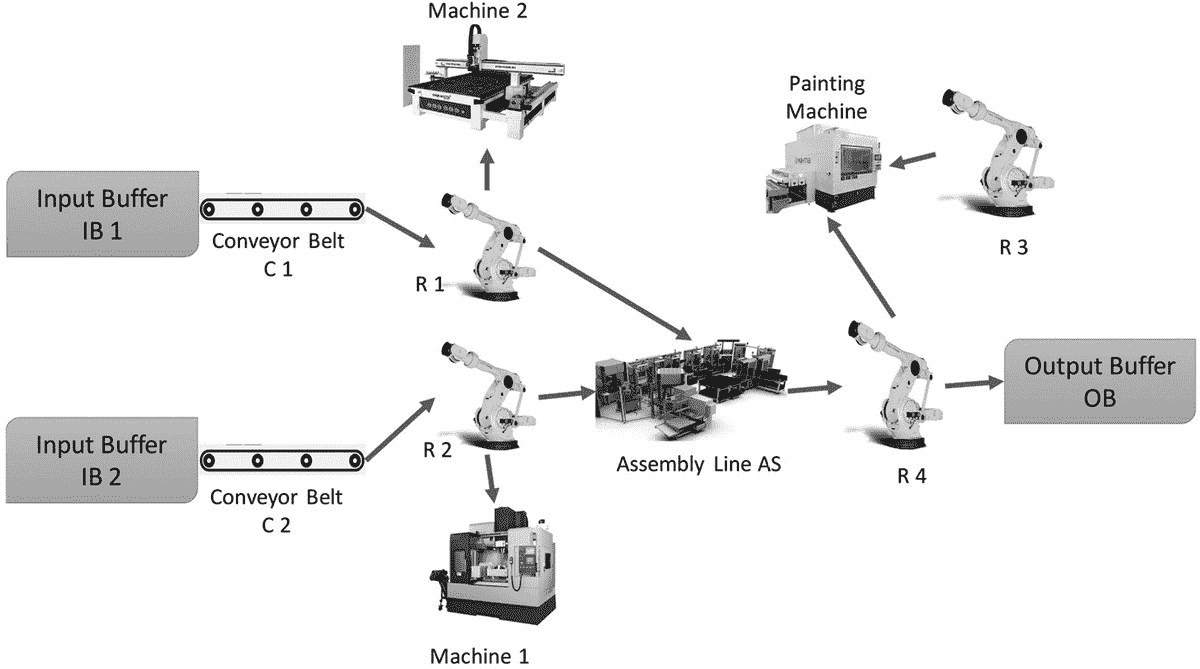 Machine 2
Painting
Machine
Input Buffer
IB 1
Conveyor Belt
C 1
R 1
R 3
Input Buffer
IB 2
Conveyor Belt
C 2
R 2
Assembly Line AS
R 4
Output Buffer
OB
Machine 1